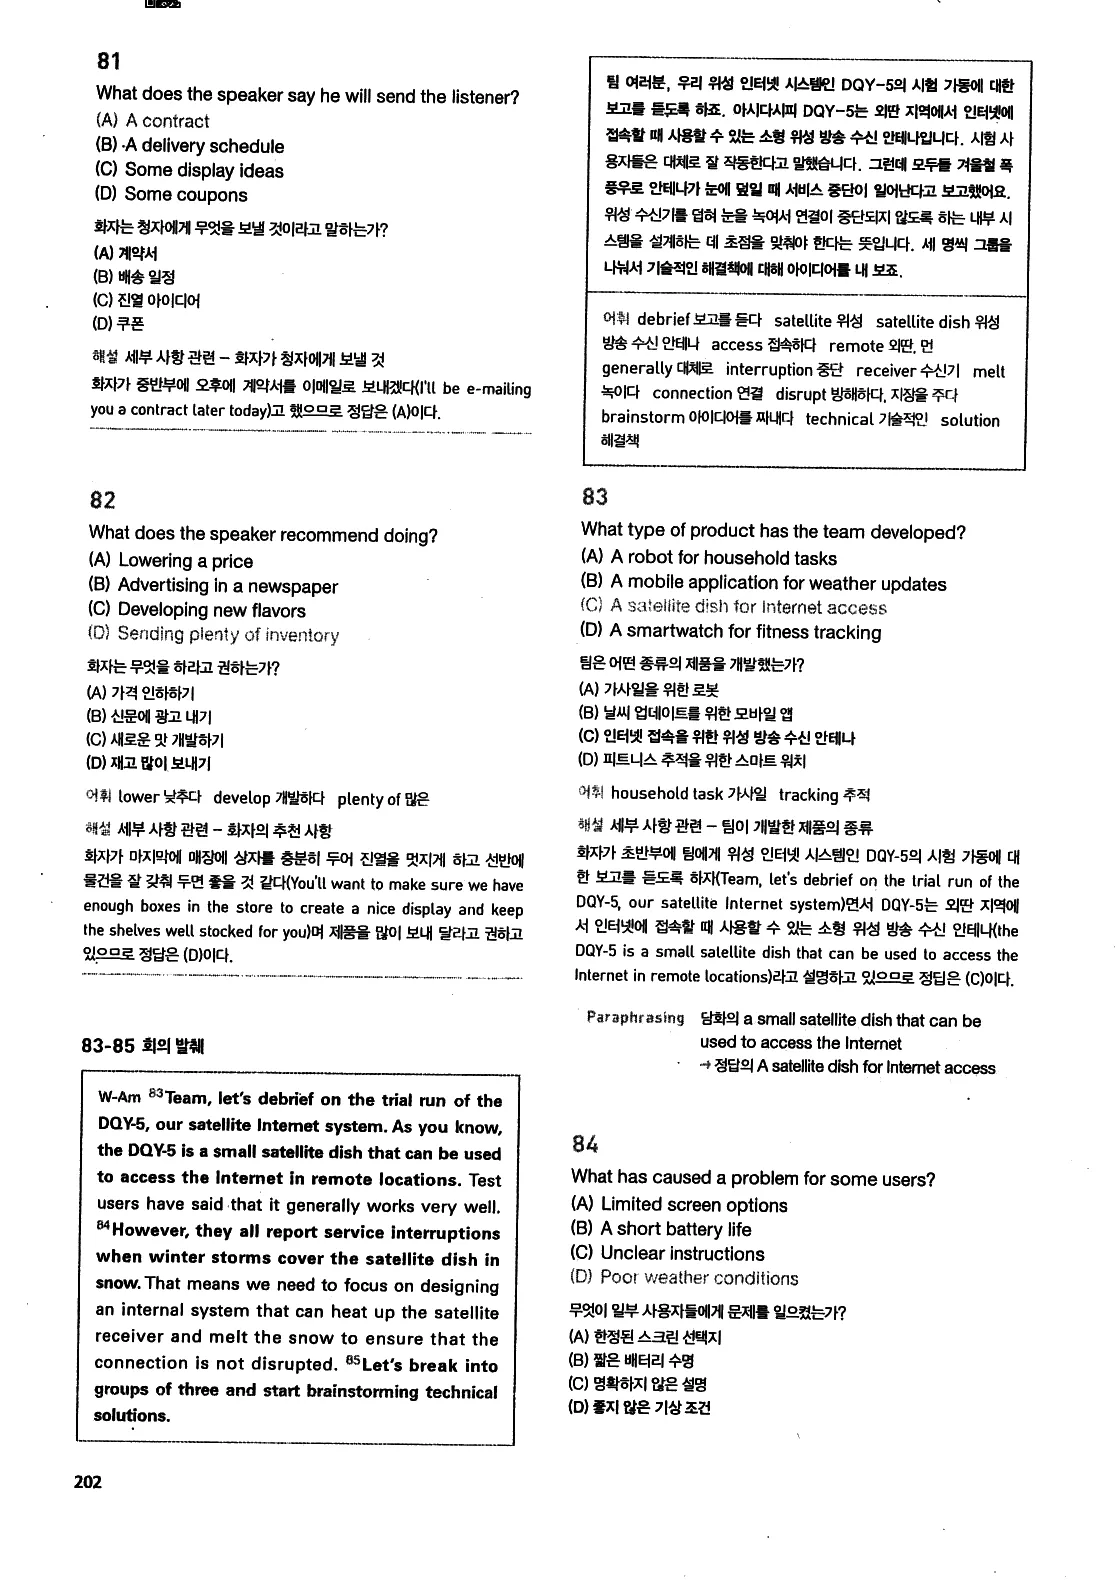 81
What does the speaker say he will send the listener?
(A) A contract
(B) A delivery schedule
(C) Some display ideas
(D) Some coupons
화자는 청자에게 무엇을 보낼 것이라고 말하는가?
(A) 계약서
(B) 배송 일정
(C) 진열 아이디어
(D) 쿠폰
해설 세부 사항 관련 – 화자가 청자에게 보낼 것
화자가 중반부에 오후에 계약서를 이메일로 보내겠다(I'll be e-mailing
you a contract later today)고 했으므로 정답은 (A)이다.
82
What does the speaker recommend doing?
(A) Lowering a price
(B) Advertising in a newspaper
(C) Developing new flavors
(D) Sending plenty of inventory
화자는 무엇을 하라고 권하는가?
(A) 가격 인하하기
(B) 신문에 광고 내기
(C) 새로운 맛 개발하기
(D) 재고 많이 보내기
어휘 lower 낮추다 develop 개발하다 plenty of 많은
해설 세부 사항 관련 – 화자의 추천 사항
화자가 마지막에 매장에 상자를 충분히 두어 진열을 멋지게 하고 선반에
물건을 잘 갖춰 두면 좋을 것 같다(You'll want to make sure we have
enough boxes in the store to create a nice display and keep
the shelves well stocked for you)며 제품을 많이 보내 달라고 권하고
있으므로 정답은 (D)이다.
83-85 회의 발췌
W-Am 83Team, let's debrief on the trial run of the
DQY-5, our satellite Internet system. As you know,
the DQY-5 is a small satellite dish that can be used
to access the Internet in remote locations. Test
users have said that it generally works very well.
84However, they all report service interruptions
when winter storms cover the satellite dish in
snow. That means we need to focus on designing
an internal system that can heat up the satellite
receiver and melt the snow to ensure that the
connection is not disrupted. 85Let's break into
groups of three and start brainstorming technical
solutions.
202
팀 여러분, 우리 위성 인터넷 시스템인 DQY-5의 시험 가동에 대한
보고를 듣도록 하죠. 아시다시피 DQY-5는 외딴 지역에서 인터넷에
접속할 때 사용할 수 있는 소형 위성 방송 수신 안테나입니다. 시험 사
용자들은 대체로 잘 작동한다고 말했습니다. 그런데 모두들 겨울철 폭
풍우로 안테나가 눈에 덮일 때 서비스 중단이 일어난다고 보고했어요.
위성 수신기를 덥혀 눈을 녹여서 연결이 중단되지 않도록 하는 내부 시
스템을 설계하는 데 초점을 맞춰야 한다는 뜻입니다. 세 명씩 그룹을
나눠서 기술적인 해결책에 대해 아이디어를 내 보죠.
어휘 debrief 보고를 듣다 satellite 위성 satellite dish 위성
방송 수신 안테나 access 접속하다 remote 외딴, 먼
generally 대체로 interruption 중단 receiver 수신기 melt
녹이다 connection 연결 disrupt 방해하다, 지장을 주다
brainstorm 아이디어를 짜내다 technical 기술적인 solution
해결책
83
What type of product has the team developed?
(A) A robot for household tasks
(B) A mobile application for weather updates
(C) A satellite dish for Internet access
(D) A smartwatch for fitness tracking
팀은 어떤 종류의 제품을 개발했는가?
(A) 가사일을 위한 로봇
(B) 날씨 업데이트를 위한 모바일 앱
(C) 인터넷 접속을 위한 위성 방송 수신 안테나
(D) 피트니스 추적을 위한 스마트 워치
어휘 household task 가사일 tracking 추적
해설 세부 사항 관련 – 팀이 개발한 제품의 종류
화자가 초반부에 팀에게 위성 인터넷 시스템인 DQY-5의 시험 가동에 대
한 보고를 듣도록 하자(Team, let's debrief on the trial run of the
DQY-5, our satellite Internet system)면서 DQY-5는 외딴 지역에
서 인터넷에 접속할 때 사용할 수 있는 소형 위성 방송 수신 안테나(the
DQY-5 is a small satellite dish that can be used to access the
Internet in remote locations)라고 설명하고 있으므로 정답은 (C)이다.
Paraphrasing 담화의 a small satellite dish that can be
used to access the Internet
→ 정답의 A satellite dish for Internet access
84
What has caused a problem for some users?
(A) Limited screen options
(B) A short battery life
(C) Unclear instructions
(D) Poor weather conditions
무엇이 일부 사용자들에게 문제를 일으켰는가?
(A) 한정된 스크린 선택지
(B) 짧은 배터리 수명
(C) 명확하지 않은 설명
(D) 좋지 않은 기상 조건